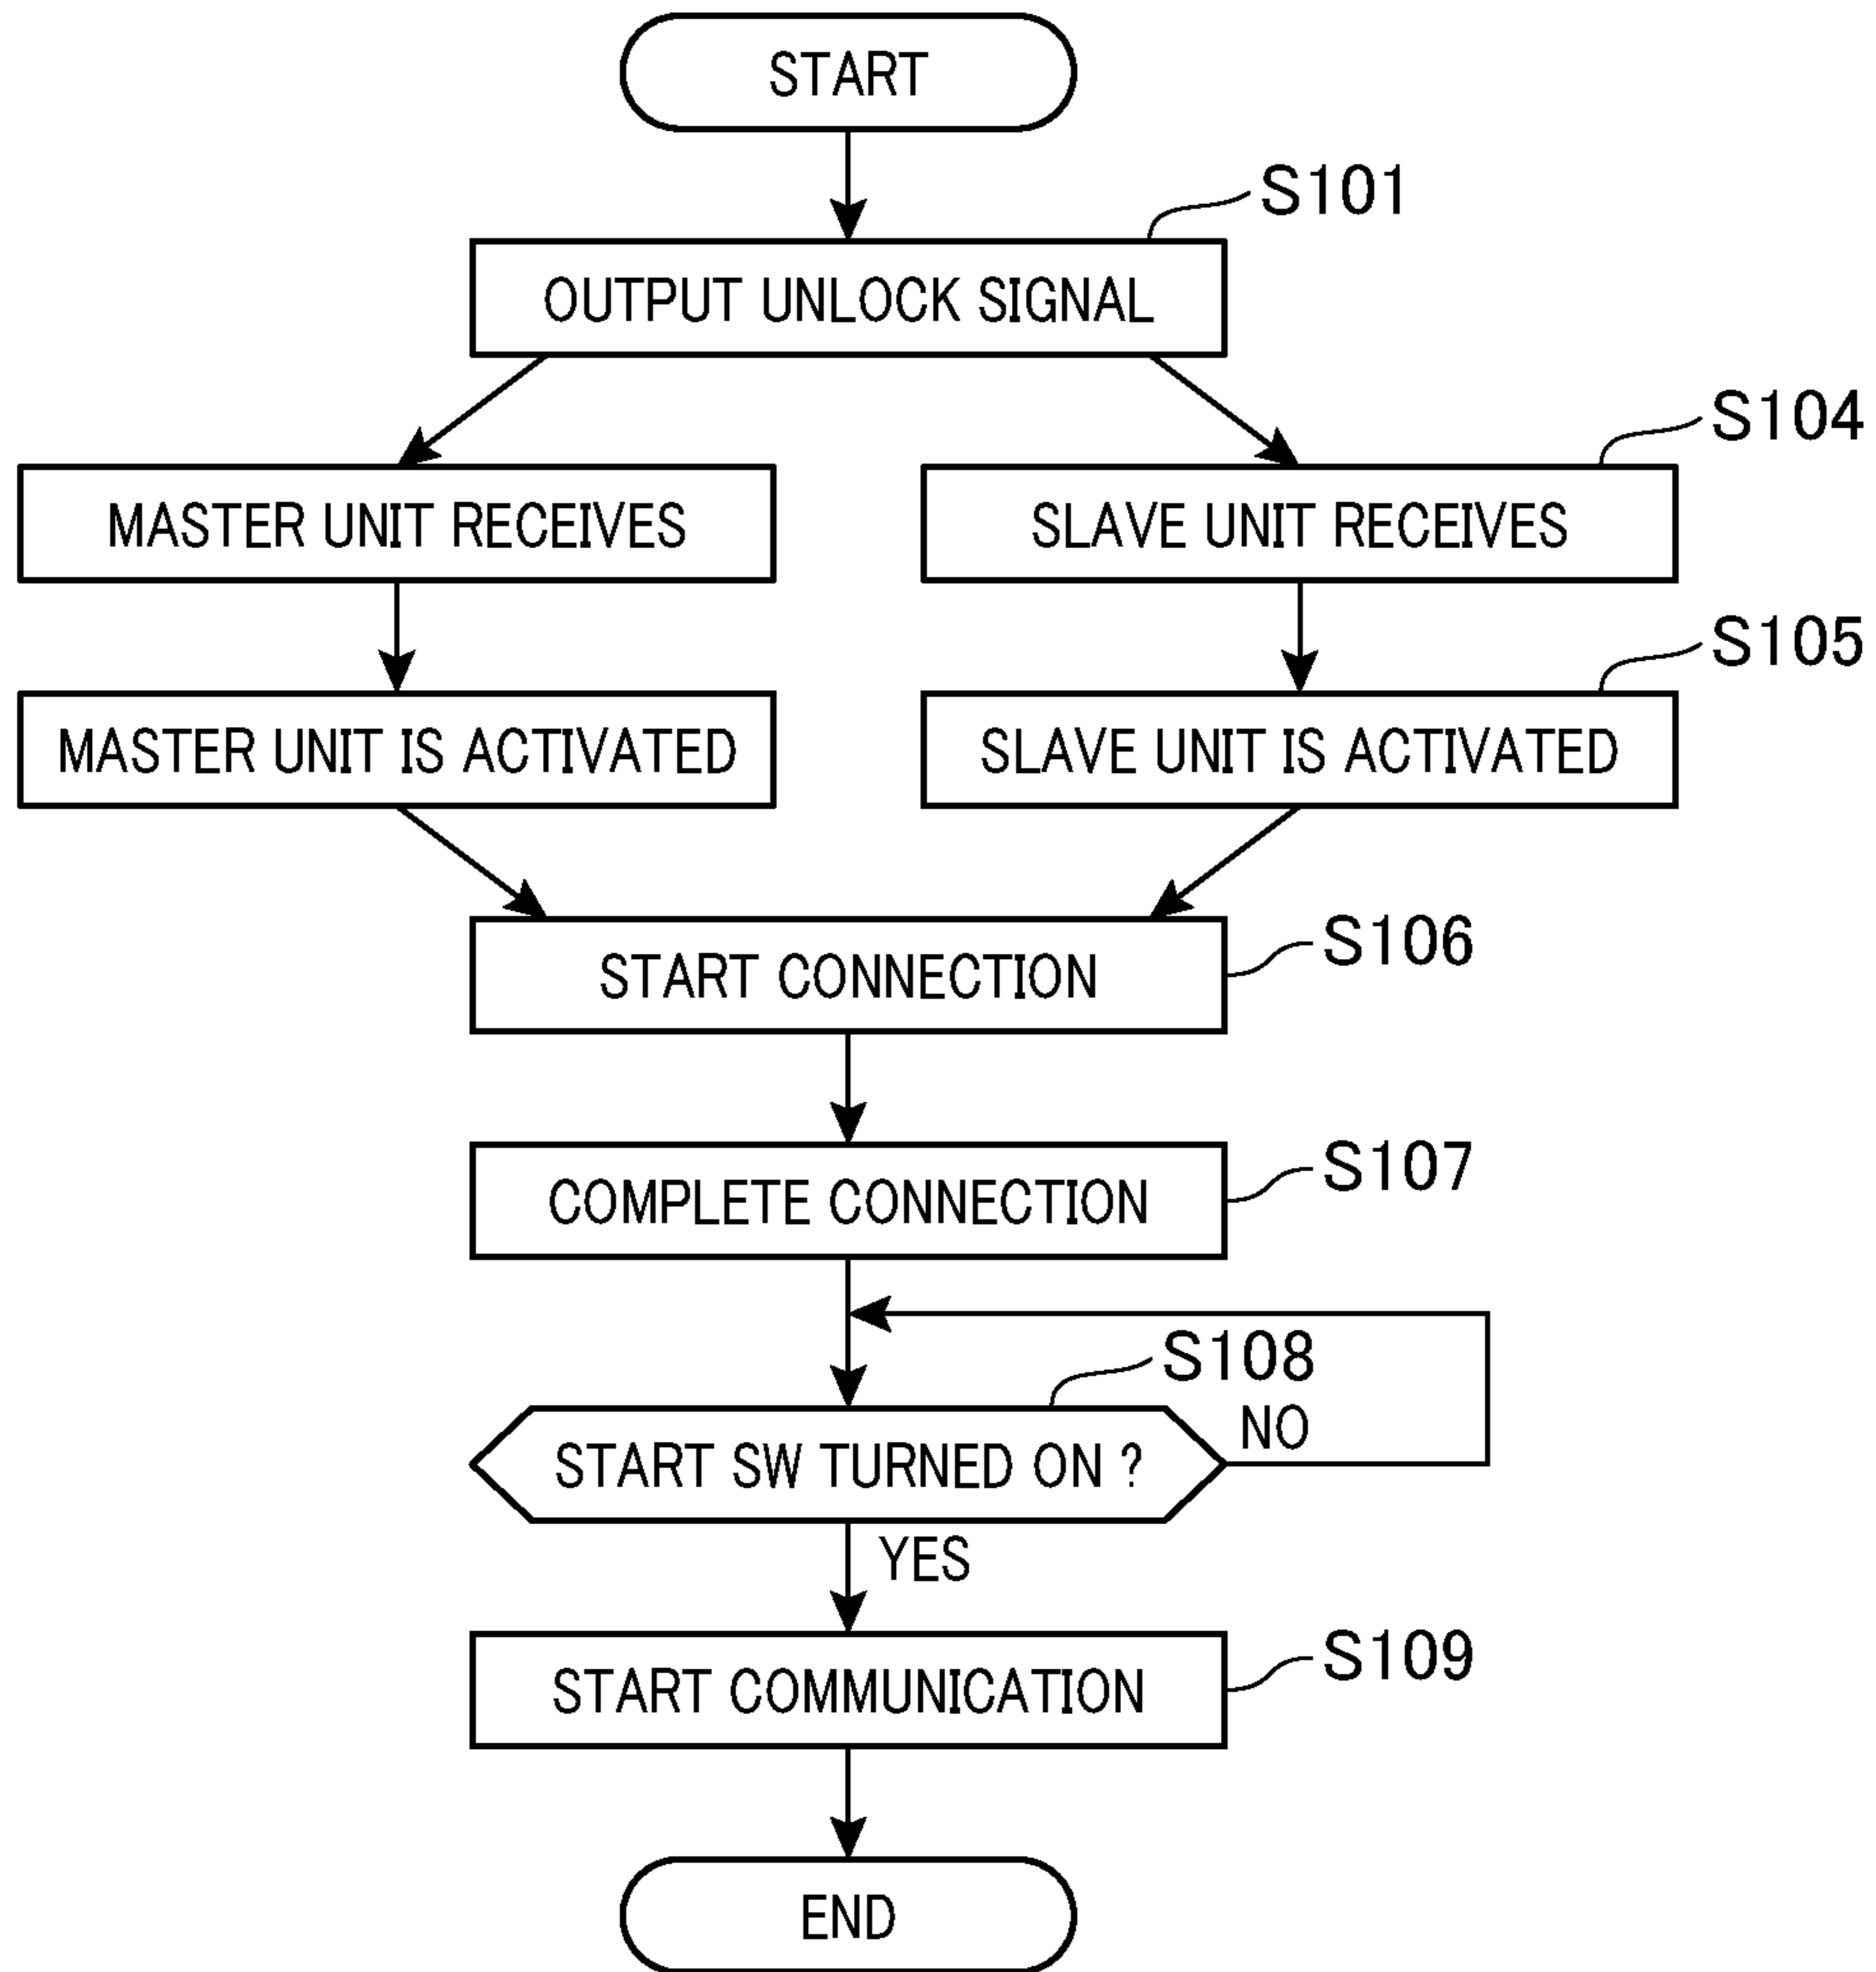 START
S101
OUTPUT UNLOCK SIGNAL
S104
MASTER UNIT RECEIVES
SLAVE UNIT RECEIVES
S105
MASTER UNIT IS ACTIVATED
SLAVE UNIT IS ACTIVATED
S106
START CONNECTION
S107
COMPLETE CONNECTION
S108
NO
START SW TURNED ON ?
YES
S109
START COMMUNICATION
END